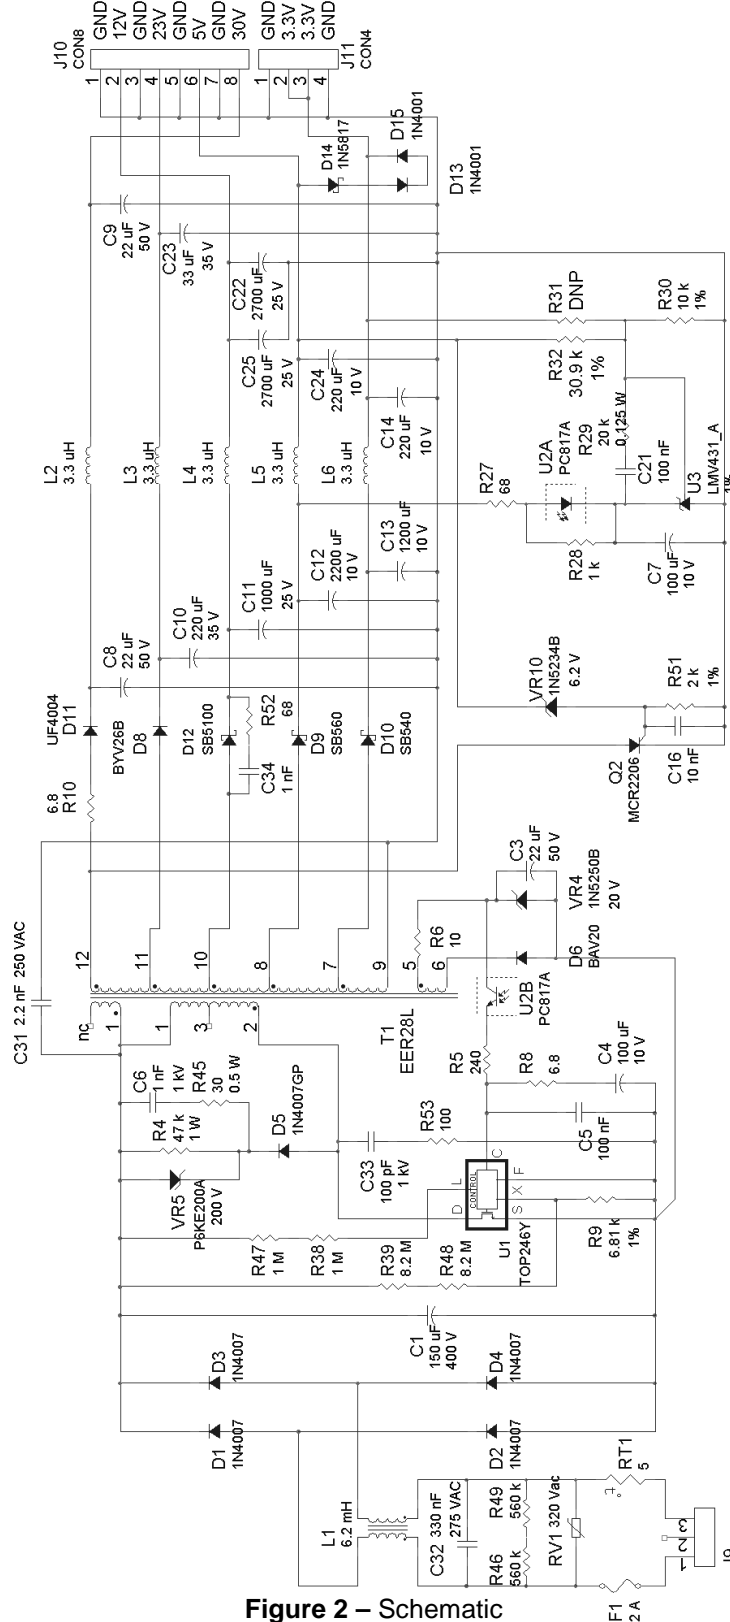 J10
CON8
GND
12V
GND
23V
GND
5V
GND
30V
1
2
3
4
5
6
7
8
J11
CON4
GND
3.3V
3.3V
GND
1
2
3
4
D15
1N4001
D14
1N5817
D13
1N4001
C9
22 uF
50 V
C23
33 uF
35 V
C22
2700 uF
25 V
C25
2700 uF
25 V
C24
220 uF
10 V
C14
220 uF
10 V
R31
DNP
R30
10 k
1%
R32
30.9 k
1%
L2
3.3 uH
L3
3.3 uH
L4
3.3 uH
L5
3.3 uH
L6
3.3 uH
R27
68
U2A
PC817A
R29
20 k
0.125 W
C21
100 nF
U3
LMV431_A
1%
R28
1 k
C7
100 uF
10 V
C8
22 uF
50 V
C10
220 uF
35 V
C11
1000 uF
25 V
C12
2200 uF
10 V
C13
1200 uF
10 V
UF4004
D11
BYV26B
D8
D12
SB5100
R52
68
C34
1 nF
D9
SB560
D10
SB540
6.8
R10
VR10
1N5234B
6.2 V
R51
2 k
1%
Q2
MCR2206
C16
10 nF
C31 2.2 nF 250 VAC
12
11
10
8
7
9
5
6
nc
1
1
3
2
T1
EER28L
R6
10
C3
22 uF
50 V
VR4
1N5250B
20 V
D6
BAV20
U2B
PC817A
R5
240
R8
6.8
C4
100 uF
10 V
C5
100 nF
C6
1 nF
1 kV
R45
30
0.5 W
R4
47 k
1 W
D5
1N4007GP
VR5
P6KE200A
200 V
C33
100 pF
1 kV
R53
100
D
L
CONTROL
C
S
X
F
U1
TOP246Y
R9
6.81 k
1%
R47
1 M
R38
1 M
R39
8.2 M
R48
8.2 M
C1
150 uF
400 V
D3
1N4007
D4
1N4007
D1
1N4007
D2
1N4007
L1
6.2 mH
C32 330 nF
275 VAC
R49
560 k
R46
560 k
RV1 320 Vac
RT1
5
t°
F1
2 A
1
2
3
J9
Figure 2 – Schematic